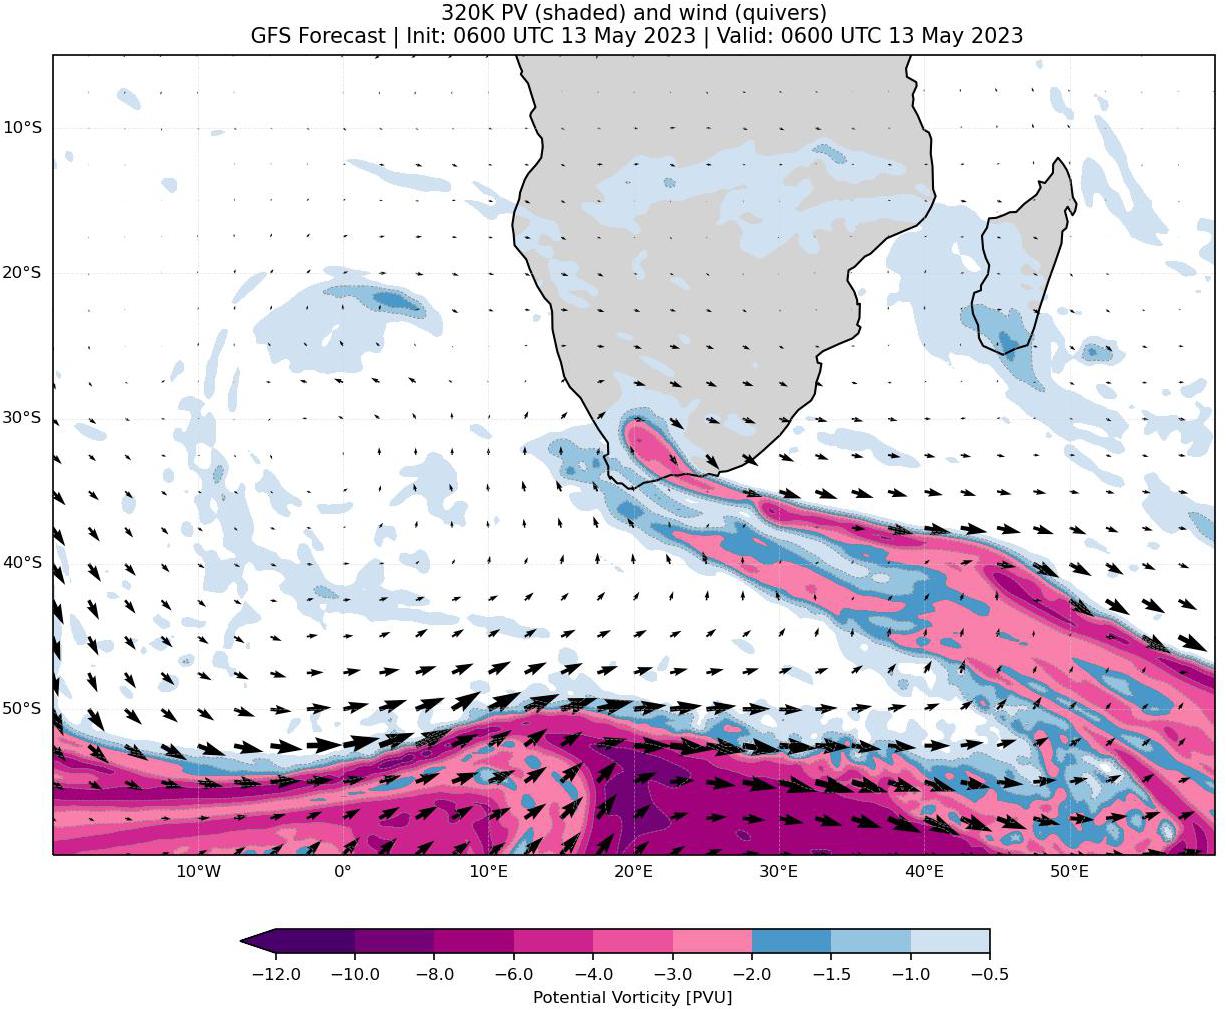 320K PV (shaded) and wind (quivers)
GFS Forecast | Init: 0600 UTC 13 May 2023 | Valid: 0600 UTC 13 May 2023
10°S
20°S
30°S
40°S
50°S
10°W 0° 10°E 20°E 30°E 40°E 50°E
−12.0 −10.0 −8.0 −6.0 −4.0 −3.0 −2.0 −1.5 −1.0 −0.5
Potential Vorticity [PVU]